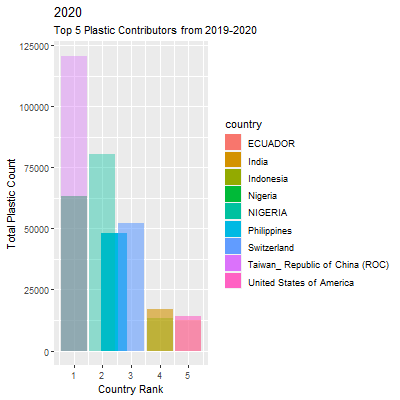 2020
Top 5 Plastic Contributors from 2019-2020
125000
100000
75000
50000
25000
0
Total Plastic Count
1 2 3 4 5
Country Rank
country
ECUADOR
India
Indonesia
Nigeria
NIGERIA
Philippines
Switzerland
Taiwan_ Republic of China (ROC)
United States of America